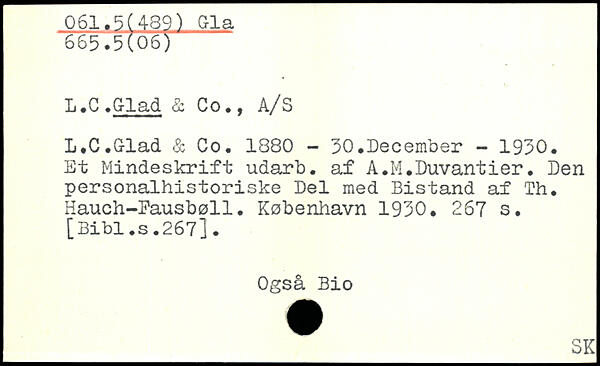 061.5(489) Gla
665.5(06)
L.C.Glad & Co., A/S
L.C.Glad & Co. 1880 - 30.December - 1930.
Et Mindeskrift udarb. af A.M.Duvantier. Den
personalhistoriske Del med Bistand af Th.
Hauch-Fausbøll. København 1930. 267 s.
[Bibl.s.267].
Også Bio
SK